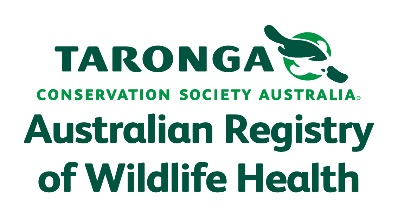 TARONGA
CONSERVATION SOCIETY AUSTRALIA
Australian Registry
of Wildlife Health